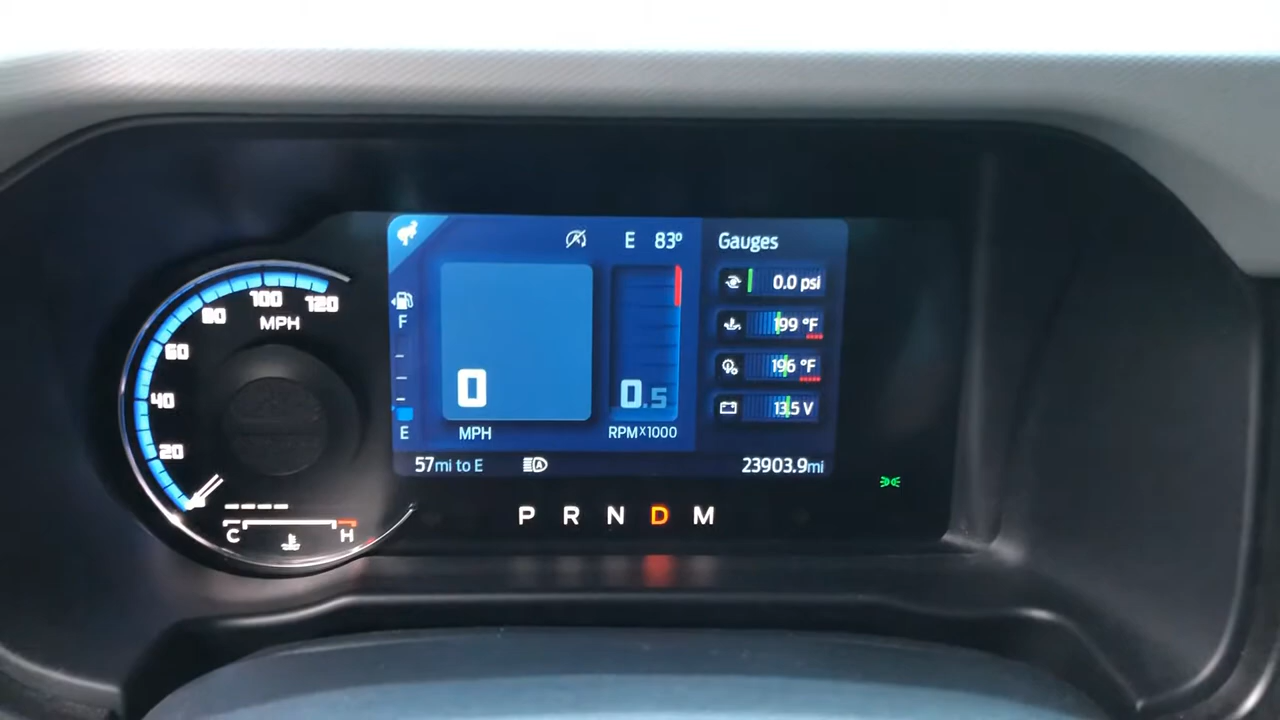 E 83°
Gauges
100
120
80
MPH
60
40
20
C H
F
E
0
MPH
0.5
RPMX1000
0.0 psi
199 °F
196 °F
13.5 V
57mi to E
A
23903.9mi
P R N D M